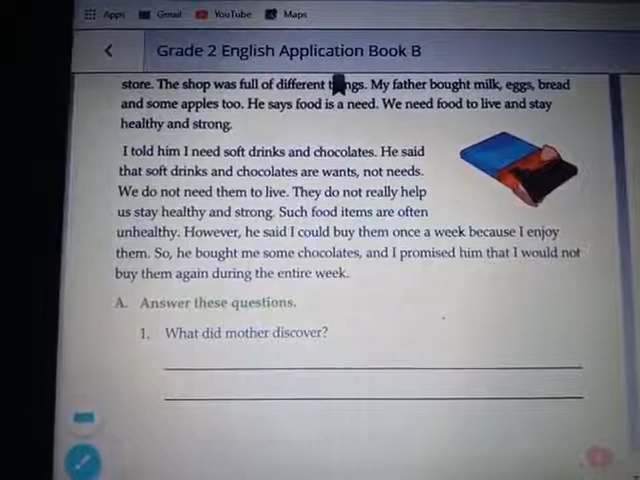 Apps Gmail YouTube Maps
Grade 2 English Application Book B
store. The shop was full of different My father bought milk, eggs, bread
and some apples too. He says food is a need. We need food to live and stay
healthy and strong.
I told him I need soft drinks and chocolates. He said
that soft drinks and chocolates are wants, not needs.
We do not need them to live. They do not really help
us stay healthy and strong. Such food items are often
unhealthy. However, he said I could buy them once a week because I enjoy
them. So, he bought me some chocolates, and I promised him that I would not
buy them again during the entire week.
A. Answer these questions.
1. What did mother discover?